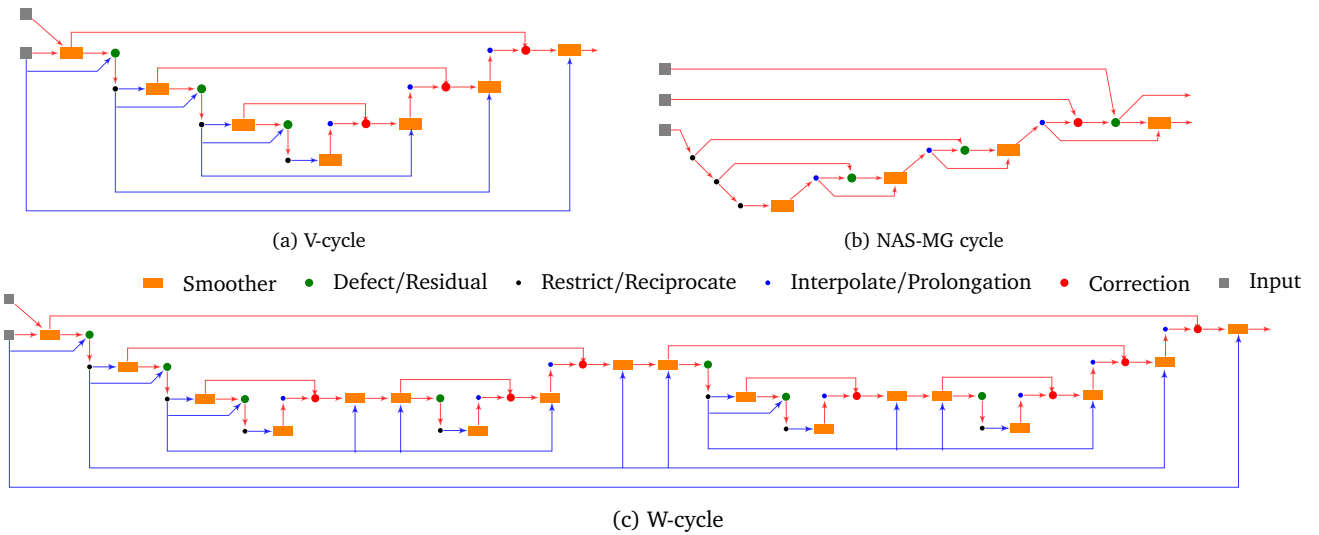 (a) V-cycle
(b) NAS-MG cycle
Smoother Defect/Residual Restrict/Reciprocate Interpolate/Prolongation Correction Input
(c) W-cycle